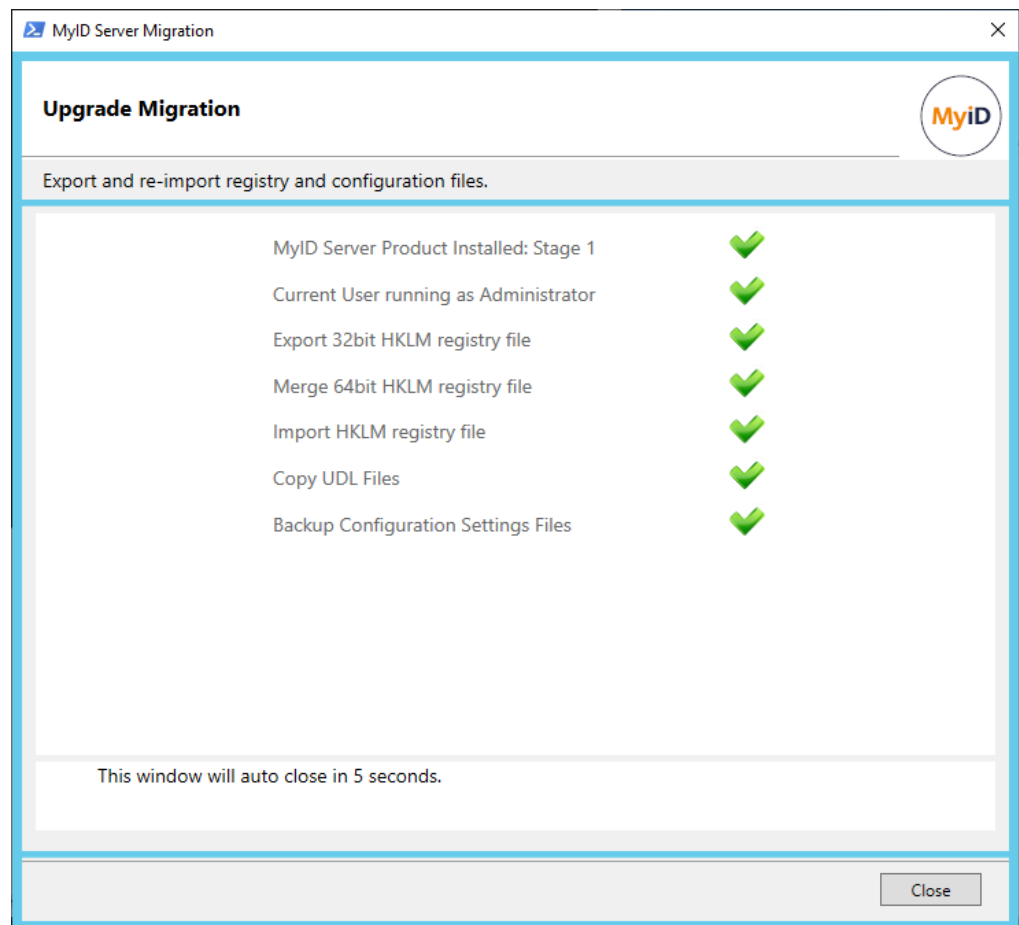 MyID Server Migration
Upgrade Migration
MyiD
Export and re-import registry and configuration files.
MyID Server Product Installed: Stage 1
Current User running as Administrator
Export 32bit HKLM registry file
Merge 64bit HKLM registry file
Import HKLM registry file
Copy UDL Files
Backup Configuration Settings Files
This window will auto close in 5 seconds.
Close